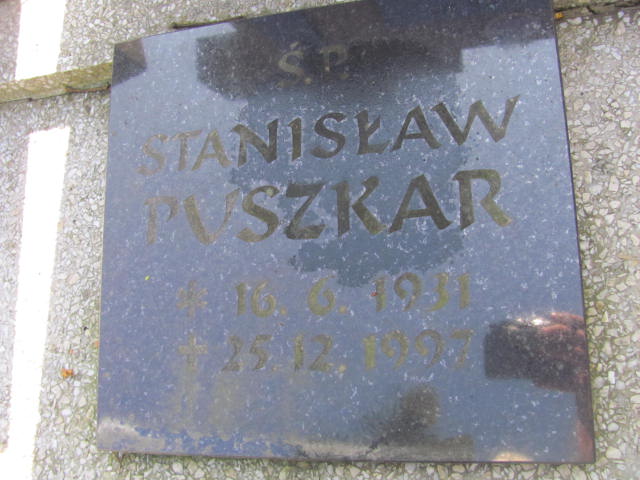 Ś.P.
STANISŁAW
PUSZKAR
* 16. 6. 1931
+ 25. 12. 1997